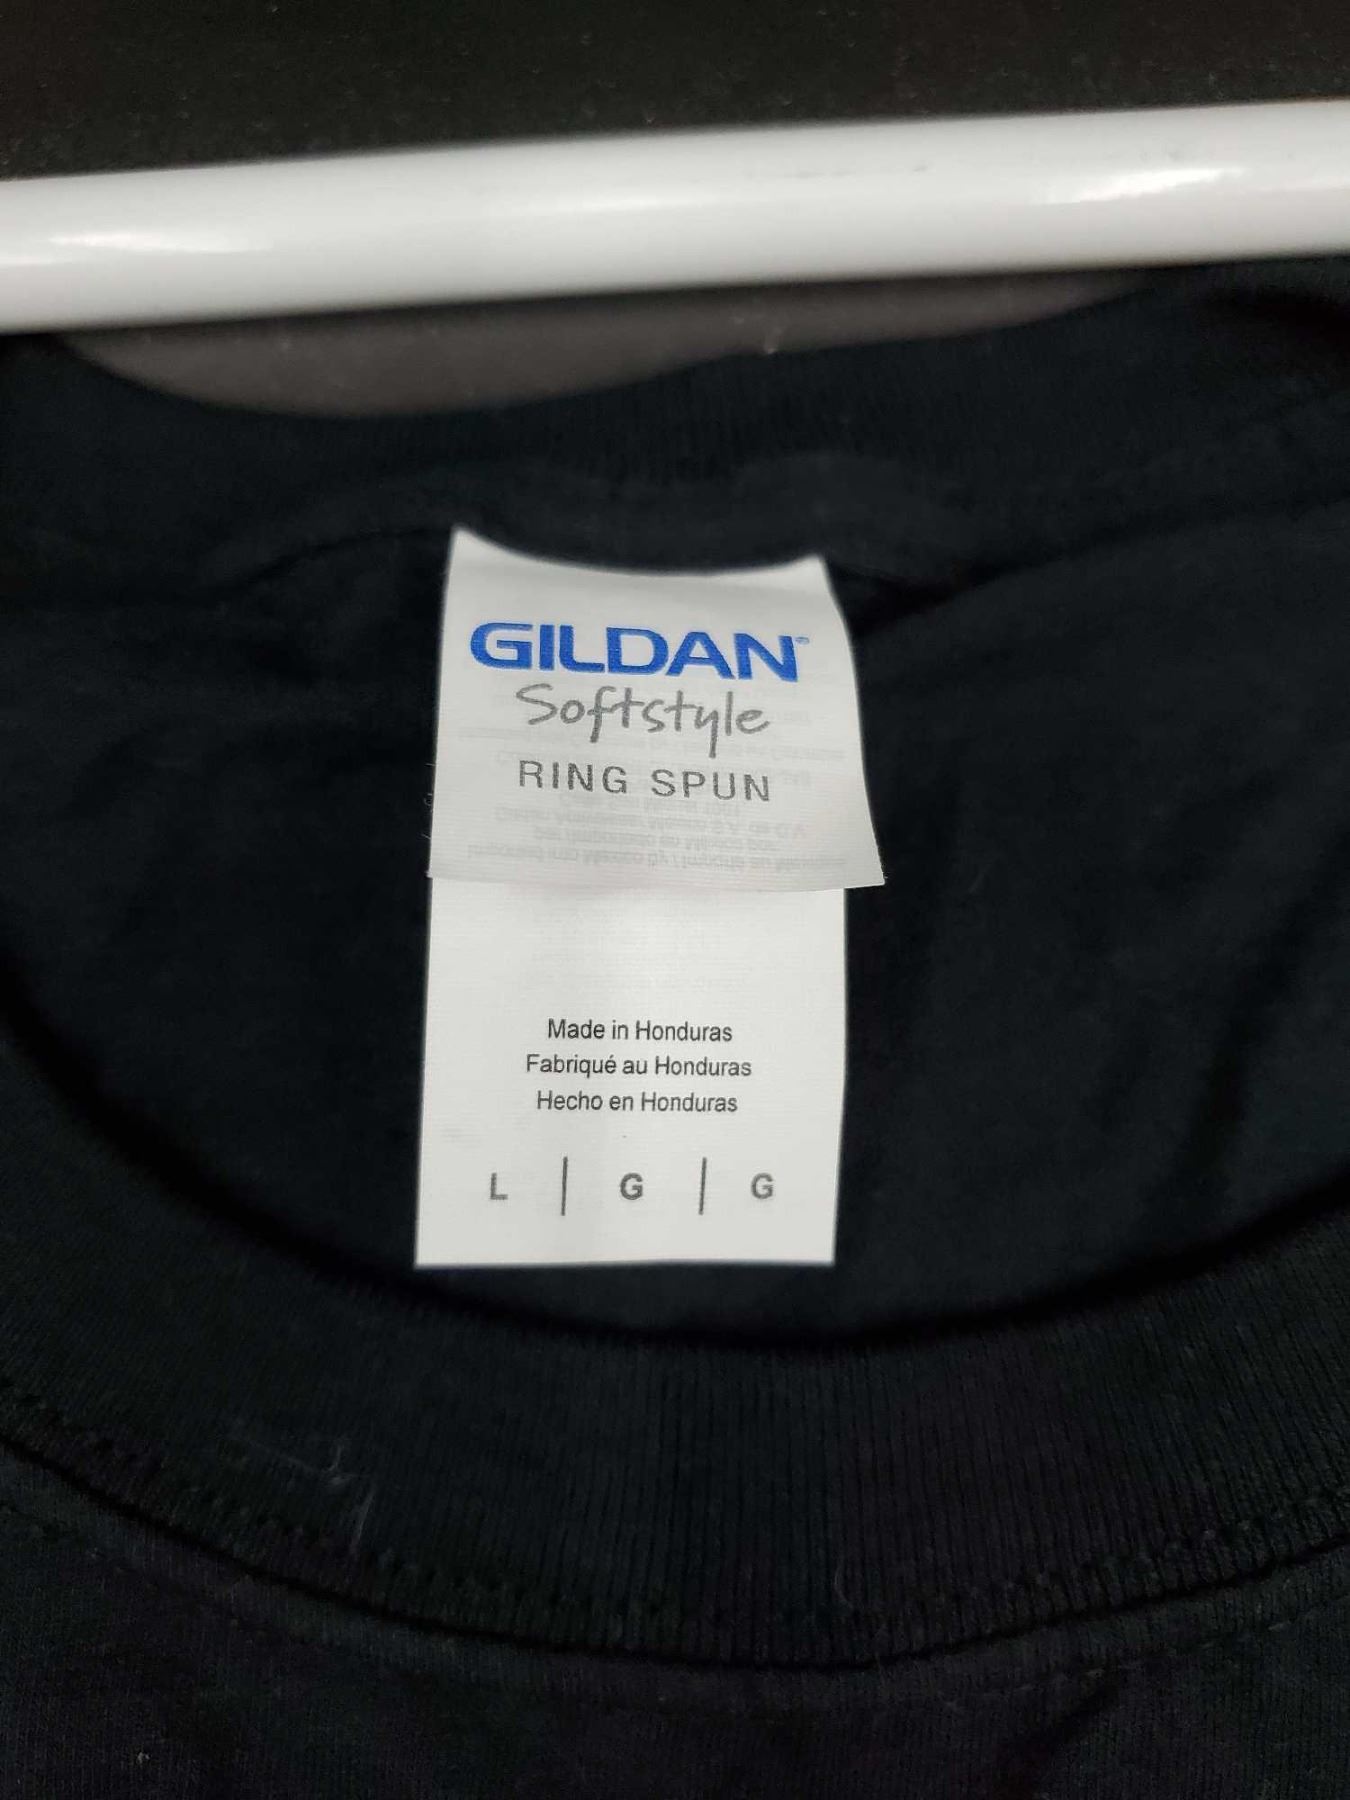 GILDAN
Softstyle
RING SPUN
Made in Honduras
Fabriqué au Honduras
Hecho en Honduras
L | G | G